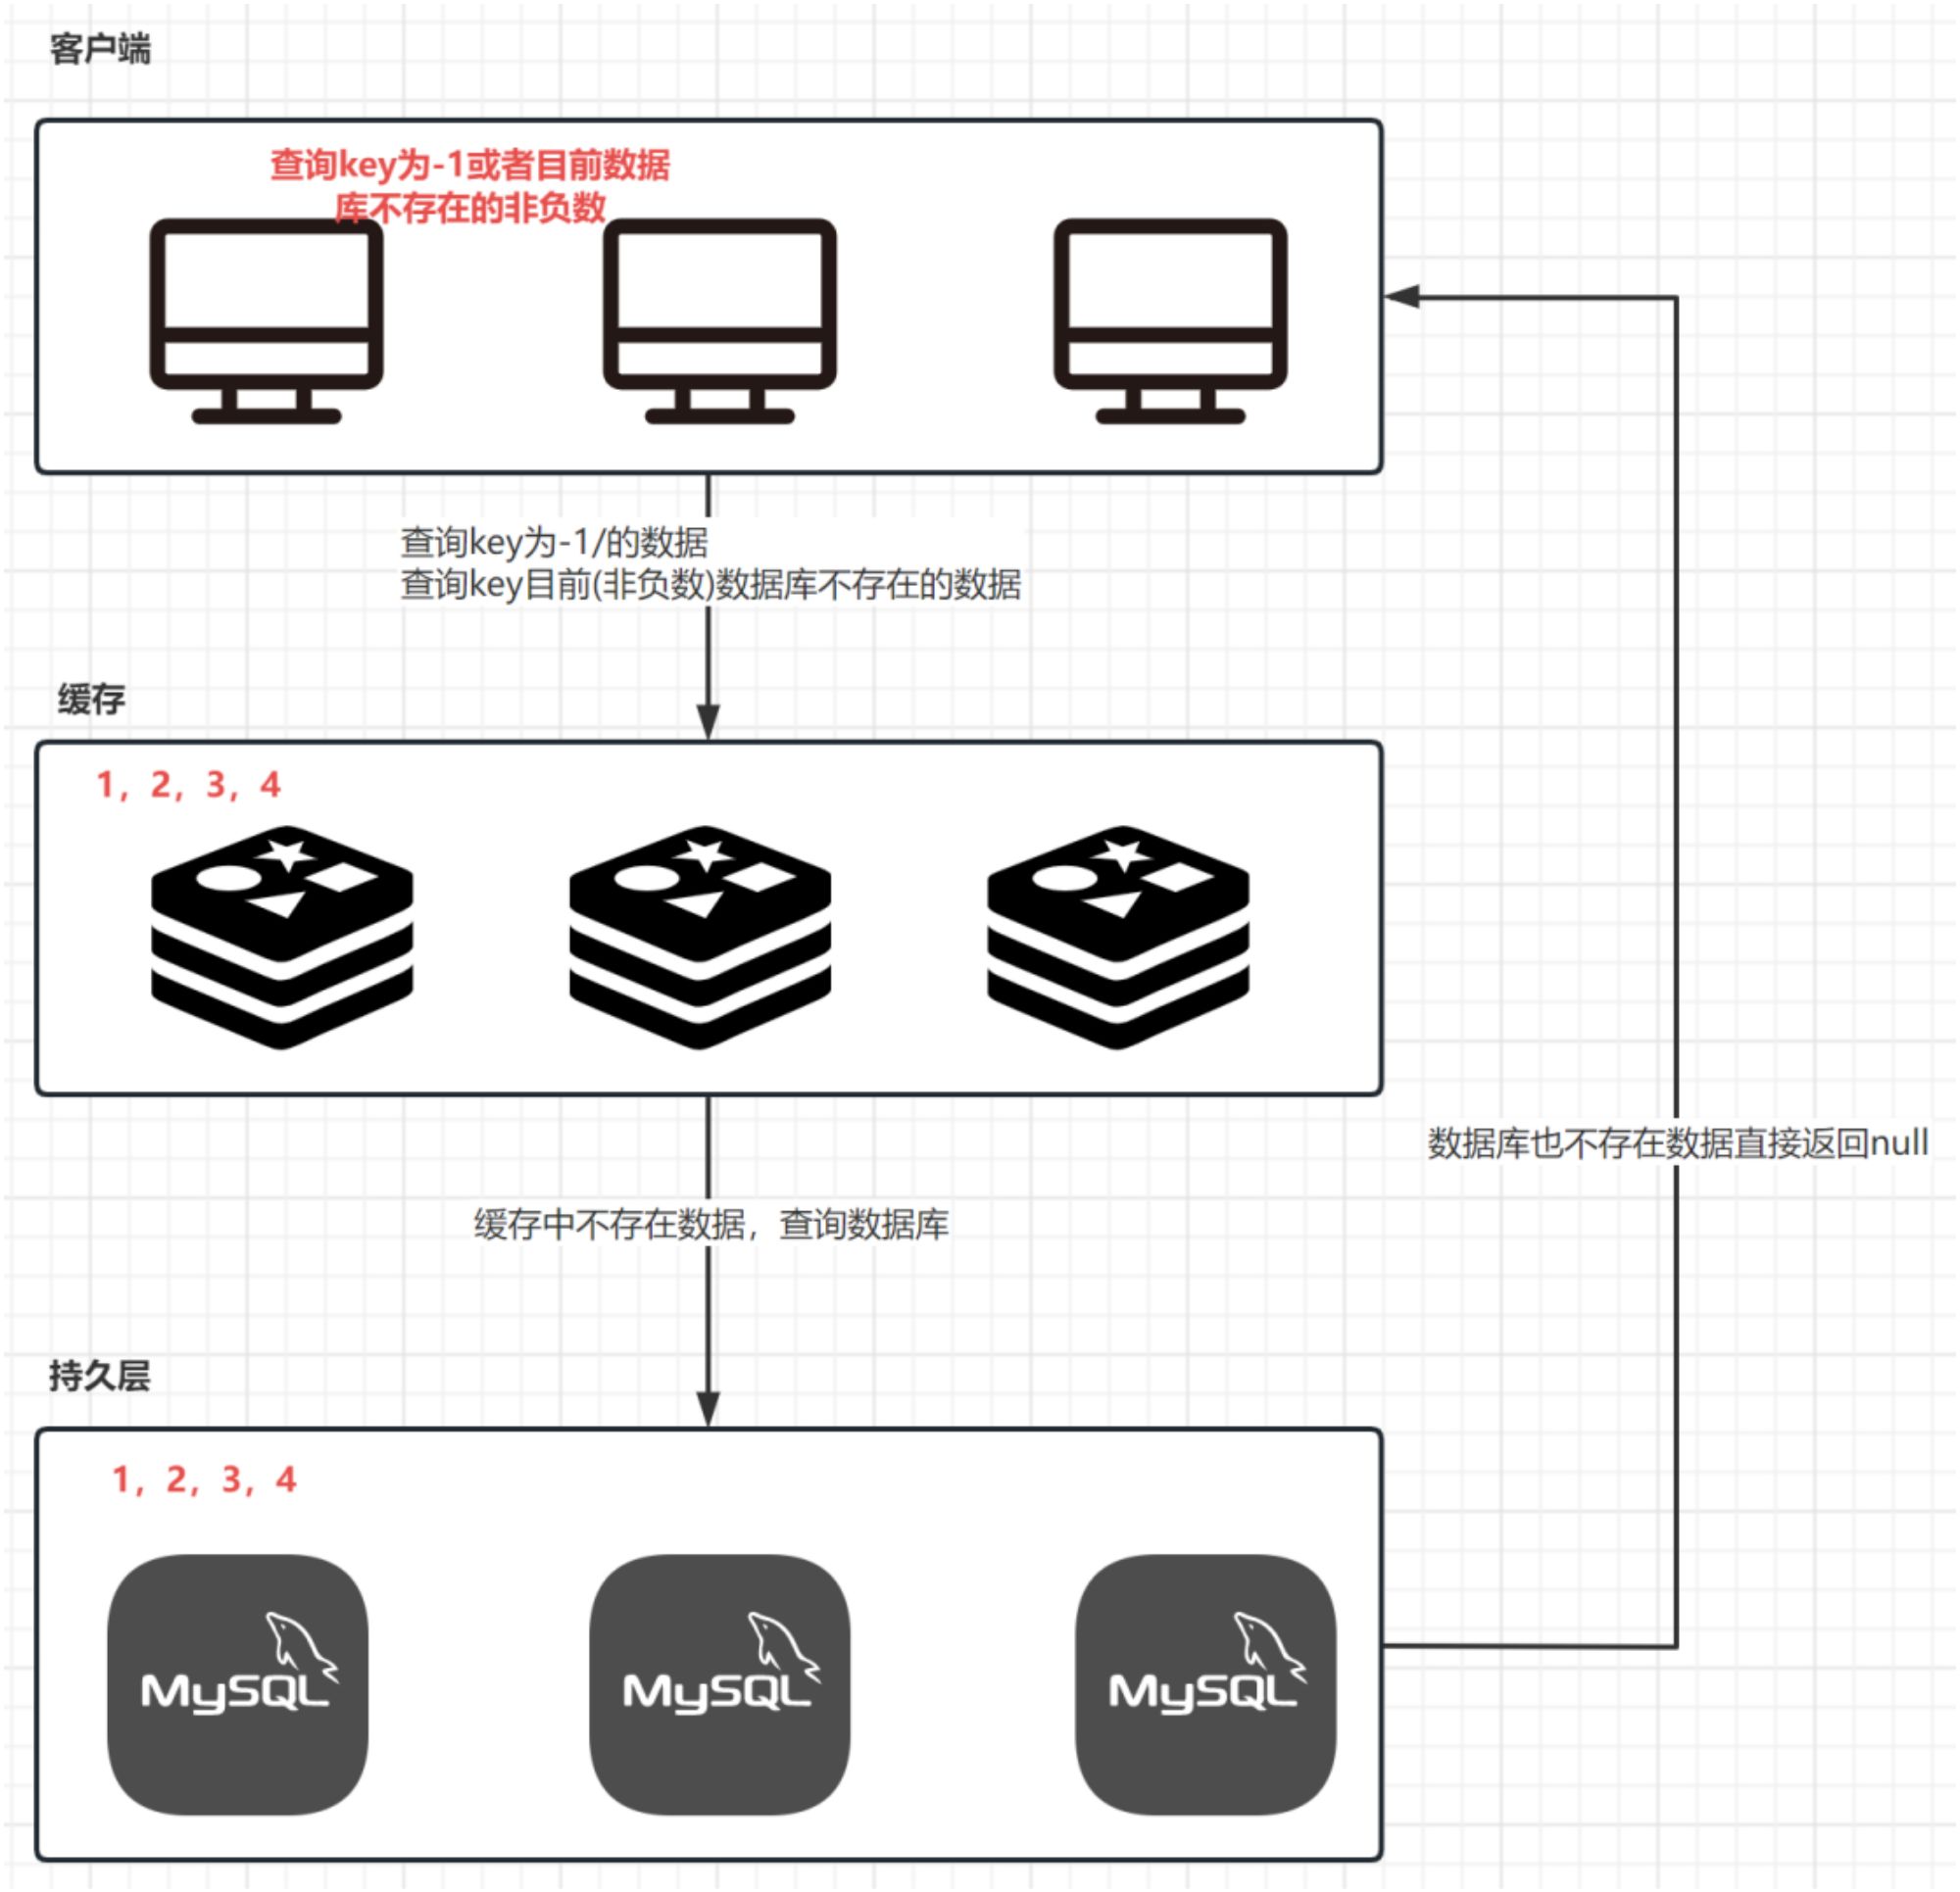 客户端
查询key为-1或者目前数据
库不存在的非负数
查询key为-1/的数据
查询key目前(非负数)数据库不存在的数据
缓存
1，2，3，4
数据库也不存在数据直接返回null
缓存中不存在数据，查询数据库
持久层
1，2，3，4
MySQL
MySQL
MySQL